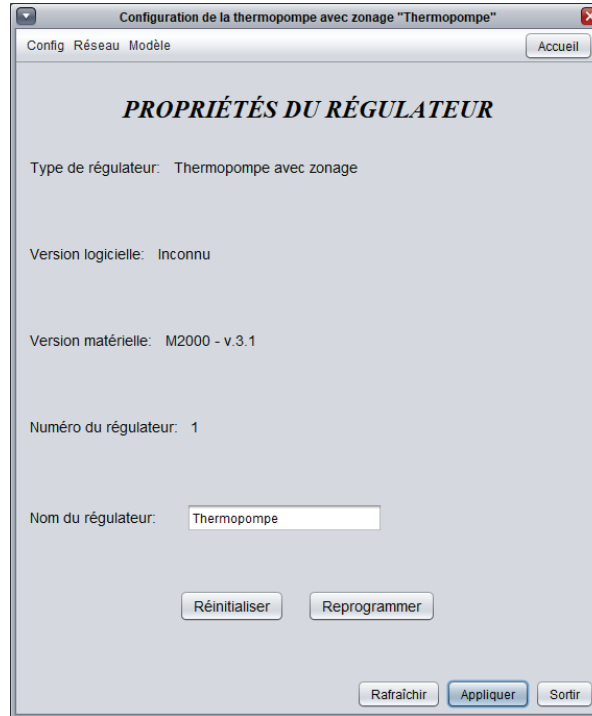 Configuration de la thermopompe avec zonage "Thermopompe"
Config Réseau Modèle Accueil
PROPRIÉTÉS DU RÉGULATEUR
Type de régulateur: Thermopompe avec zonage
Version logicielle: Inconnu
Version matérielle: M2000 - v.3.1
Numéro du régulateur: 1
Nom du régulateur: Thermopompe
Réinitialiser Reprogrammer
Rafraîchir Appliquer Sortir